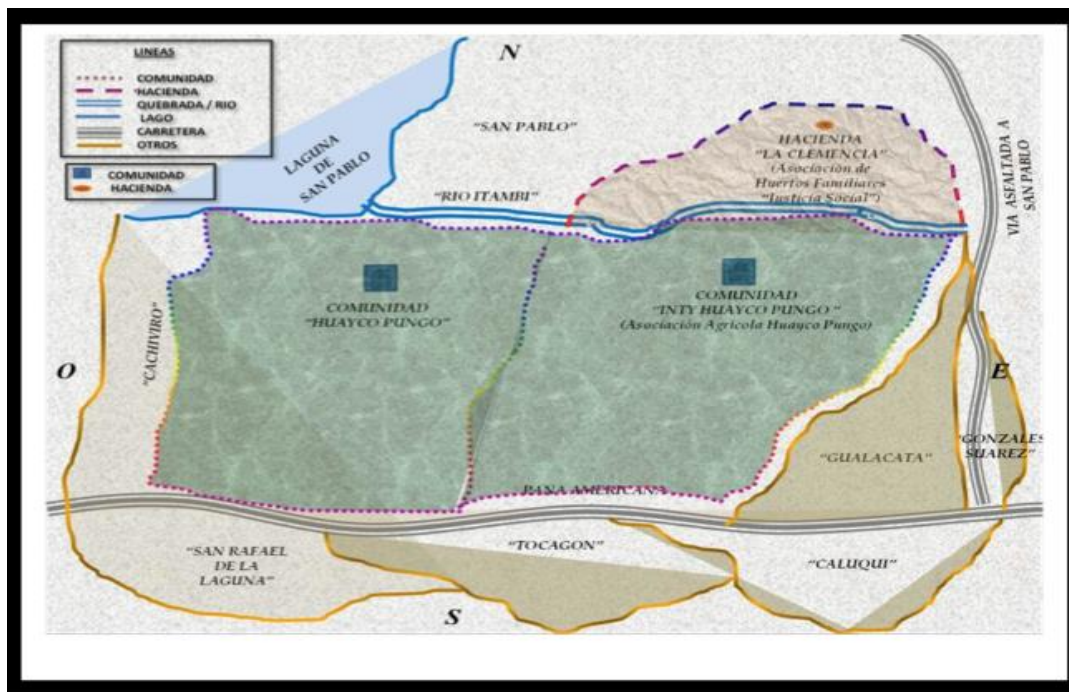 LINEAS
COMUNIDAD
HACIENDA
QUEBRADA / RIO
LAGO
CARRETERA
OTROS
COMUNIDAD
HACIENDA
N
LAGUNA
DE
SAN PABLO
"SAN PABLO"
"RIO ITAMBI"
HACIENDA
"LA CLEMENCIA"
(Asociación de
Huertos Familiares
"Justicia Social")
VIA ASFALTADA A
SAN PABLO
COMUNIDAD
"HUAYCO PUNGO"
COMUNIDAD
"INTY HUAYCO PUNGO "
(Asociación Agrícola Huayco Pungo)
"CACHIVIRO"
O
E
"GUALACATA"
"GONZALES
SUAREZ"
PANA AMERICANA
"SAN RAFAEL
DE LA
LAGUNA"
"TOCAGON"
"CALUQUI"
S